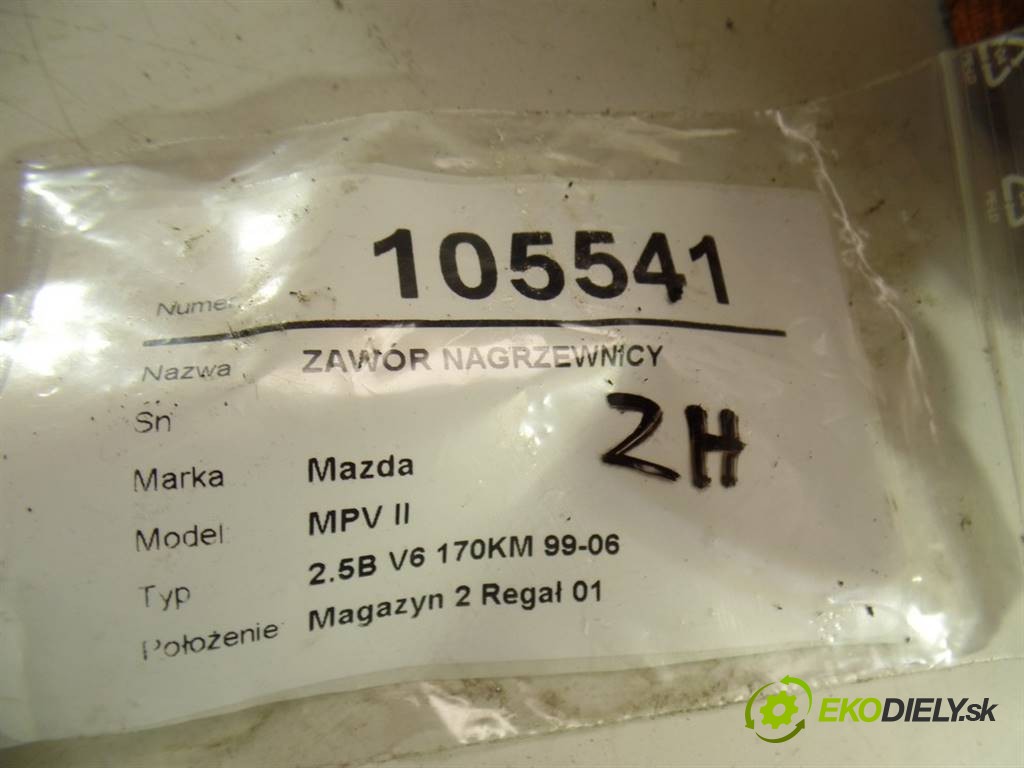 Numer 105541
Nazwa ZAWÓR NAGRZEWNICY
Sn
ZH
Marka Mazda
Model MPV II
Typ 2.5B V6 170KM 99-06
Położenie Magazyn 2 Regał 01
EKODIELY.sk